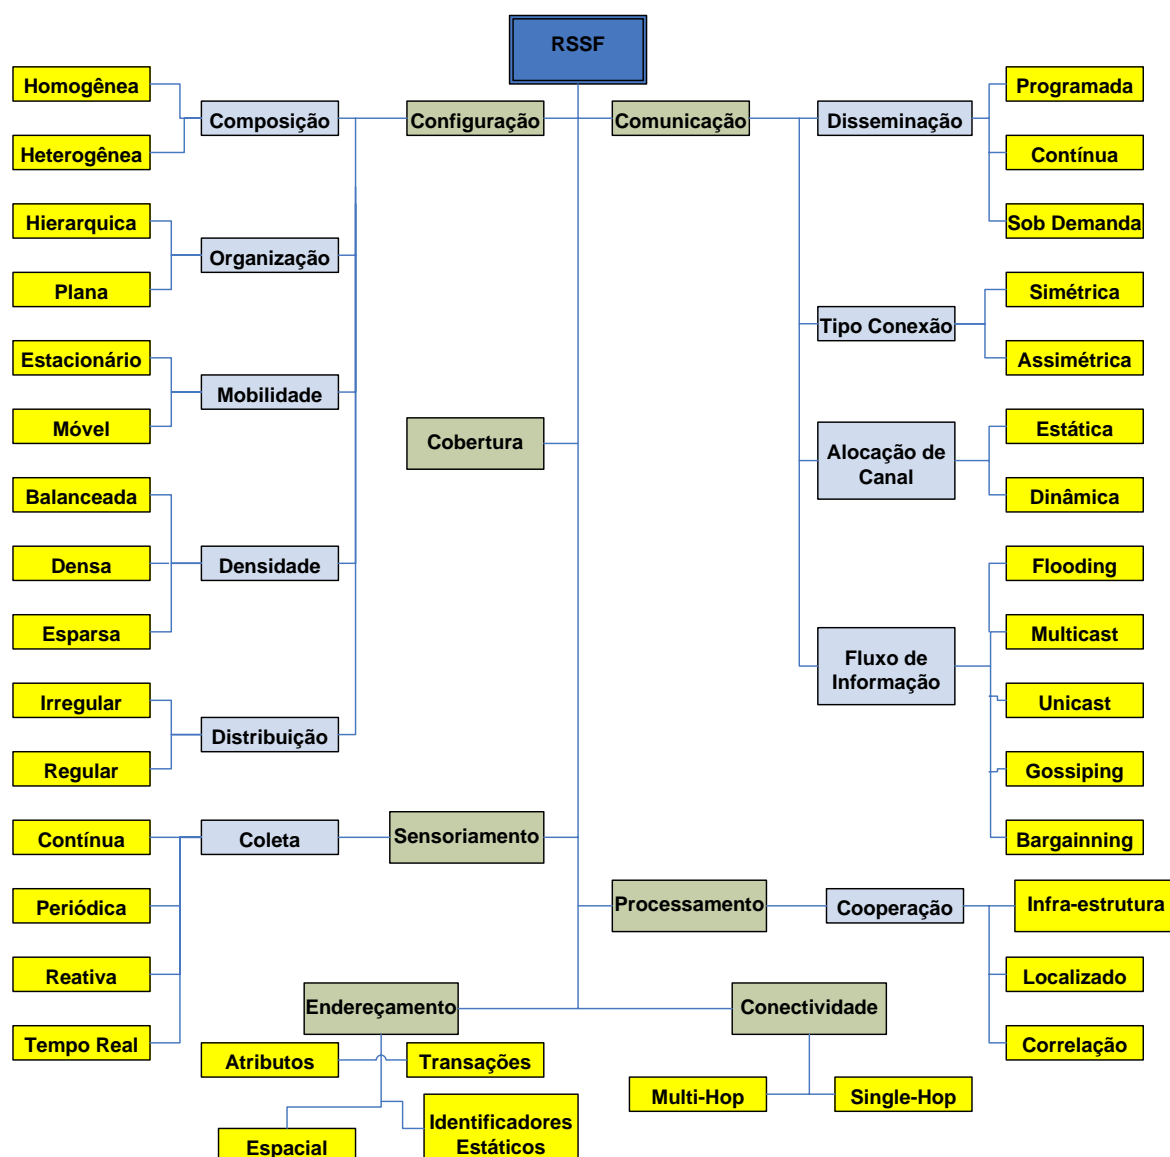 RSSF
Homogênea
Heterogênea
Composição
Configuração
Comunicação
Disseminação
Programada
Contínua
Sob Demanda
Hierarquica
Plana
Organização
Tipo Conexão
Simétrica
Assimétrica
Estacionário
Móvel
Mobilidade
Cobertura
Alocação de
Canal
Estática
Dinâmica
Balanceada
Densa
Esparsa
Densidade
Fluxo de
Informação
Flooding
Multicast
Unicast
Gossiping
Bargainning
Irregular
Regular
Distribuição
Contínua
Periódica
Reativa
Tempo Real
Coleta
Sensoriamento
Processamento
Cooperação
Infra-estrutura
Localizado
Correlação
Endereçamento
Atributos
Transações
Espacial
Identificadores
Estáticos
Conectividade
Multi-Hop
Single-Hop